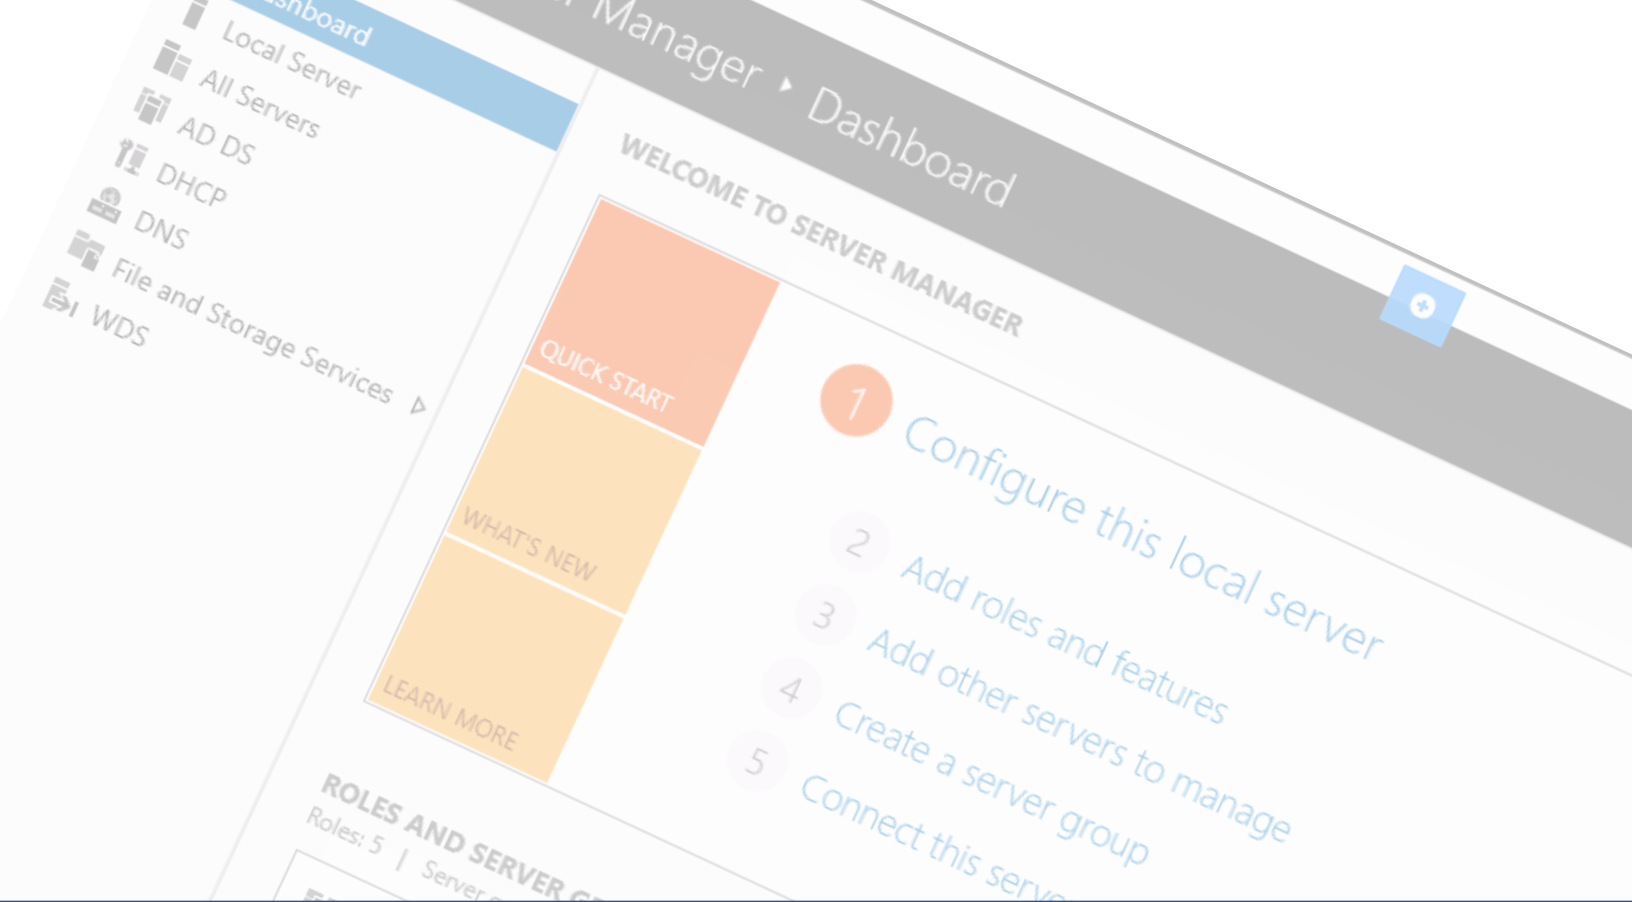 Manager ▸ Dashboard
shboard
Local Server
All Servers
AD DS
DHCP
DNS
File and Storage Services
WDS
WELCOME TO SERVER MANAGER
QUICK START
WHAT'S NEW
LEARN MORE
1 Configure this local server
2 Add roles and features
3 Add other servers to manage
4 Create a server group
5 Connect this serve
ROLES AND SERVER G
Roles: 5 | Server